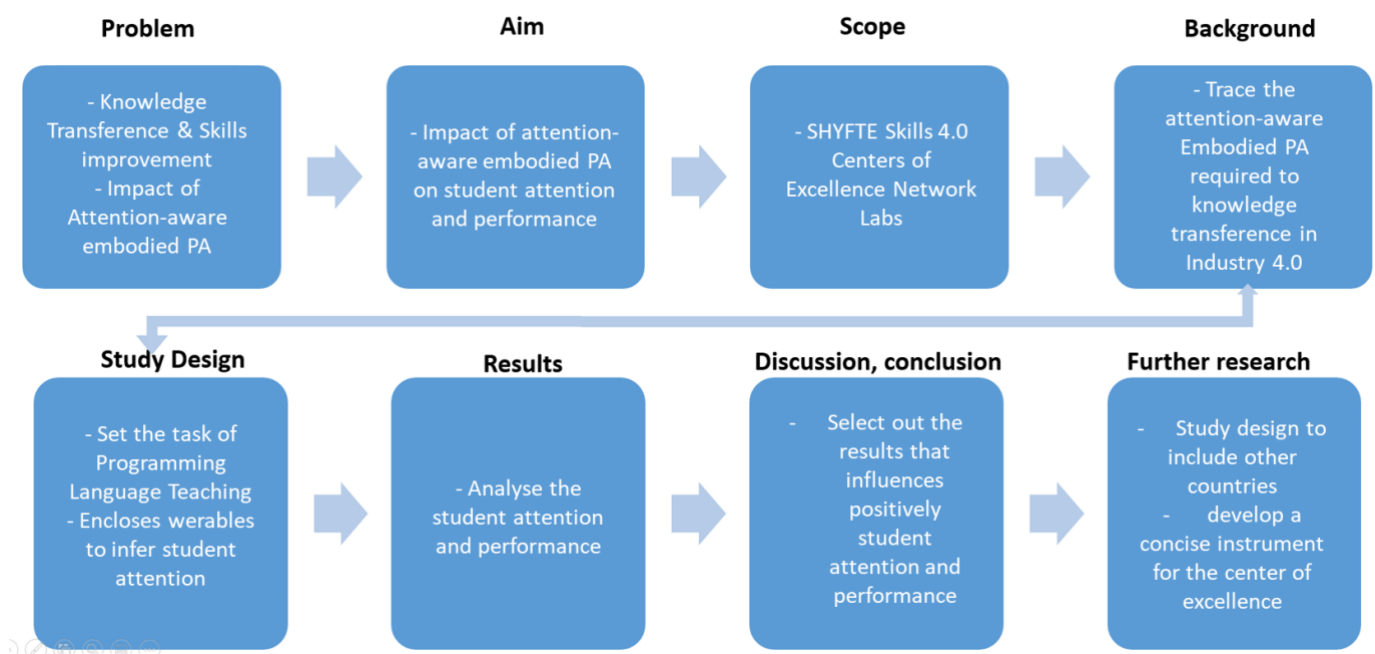 Problem
- Knowledge
Transference & Skills
improvement
- Impact of
Attention-aware
embodied PA
Aim
- Impact of attention-
aware embodied PA
on student attention
and performance
Scope
- SHYFTE Skills 4.0
Centers of
Excellence Network
Labs
Background
- Trace the
attention-aware
Embodied PA
required to
knowledge
transference in
Industry 4.0
Study Design
- Set the task of
Programming
Language Teaching
- Encloses werables
to infer student
attention
Results
- Analyse the
student attention
and performance
Discussion, conclusion
- Select out the
results that
influences
positively
student
attention and
performance
Further research
- Study design to
include other
countries
- develop a
concise instrument
for the center of
excellence